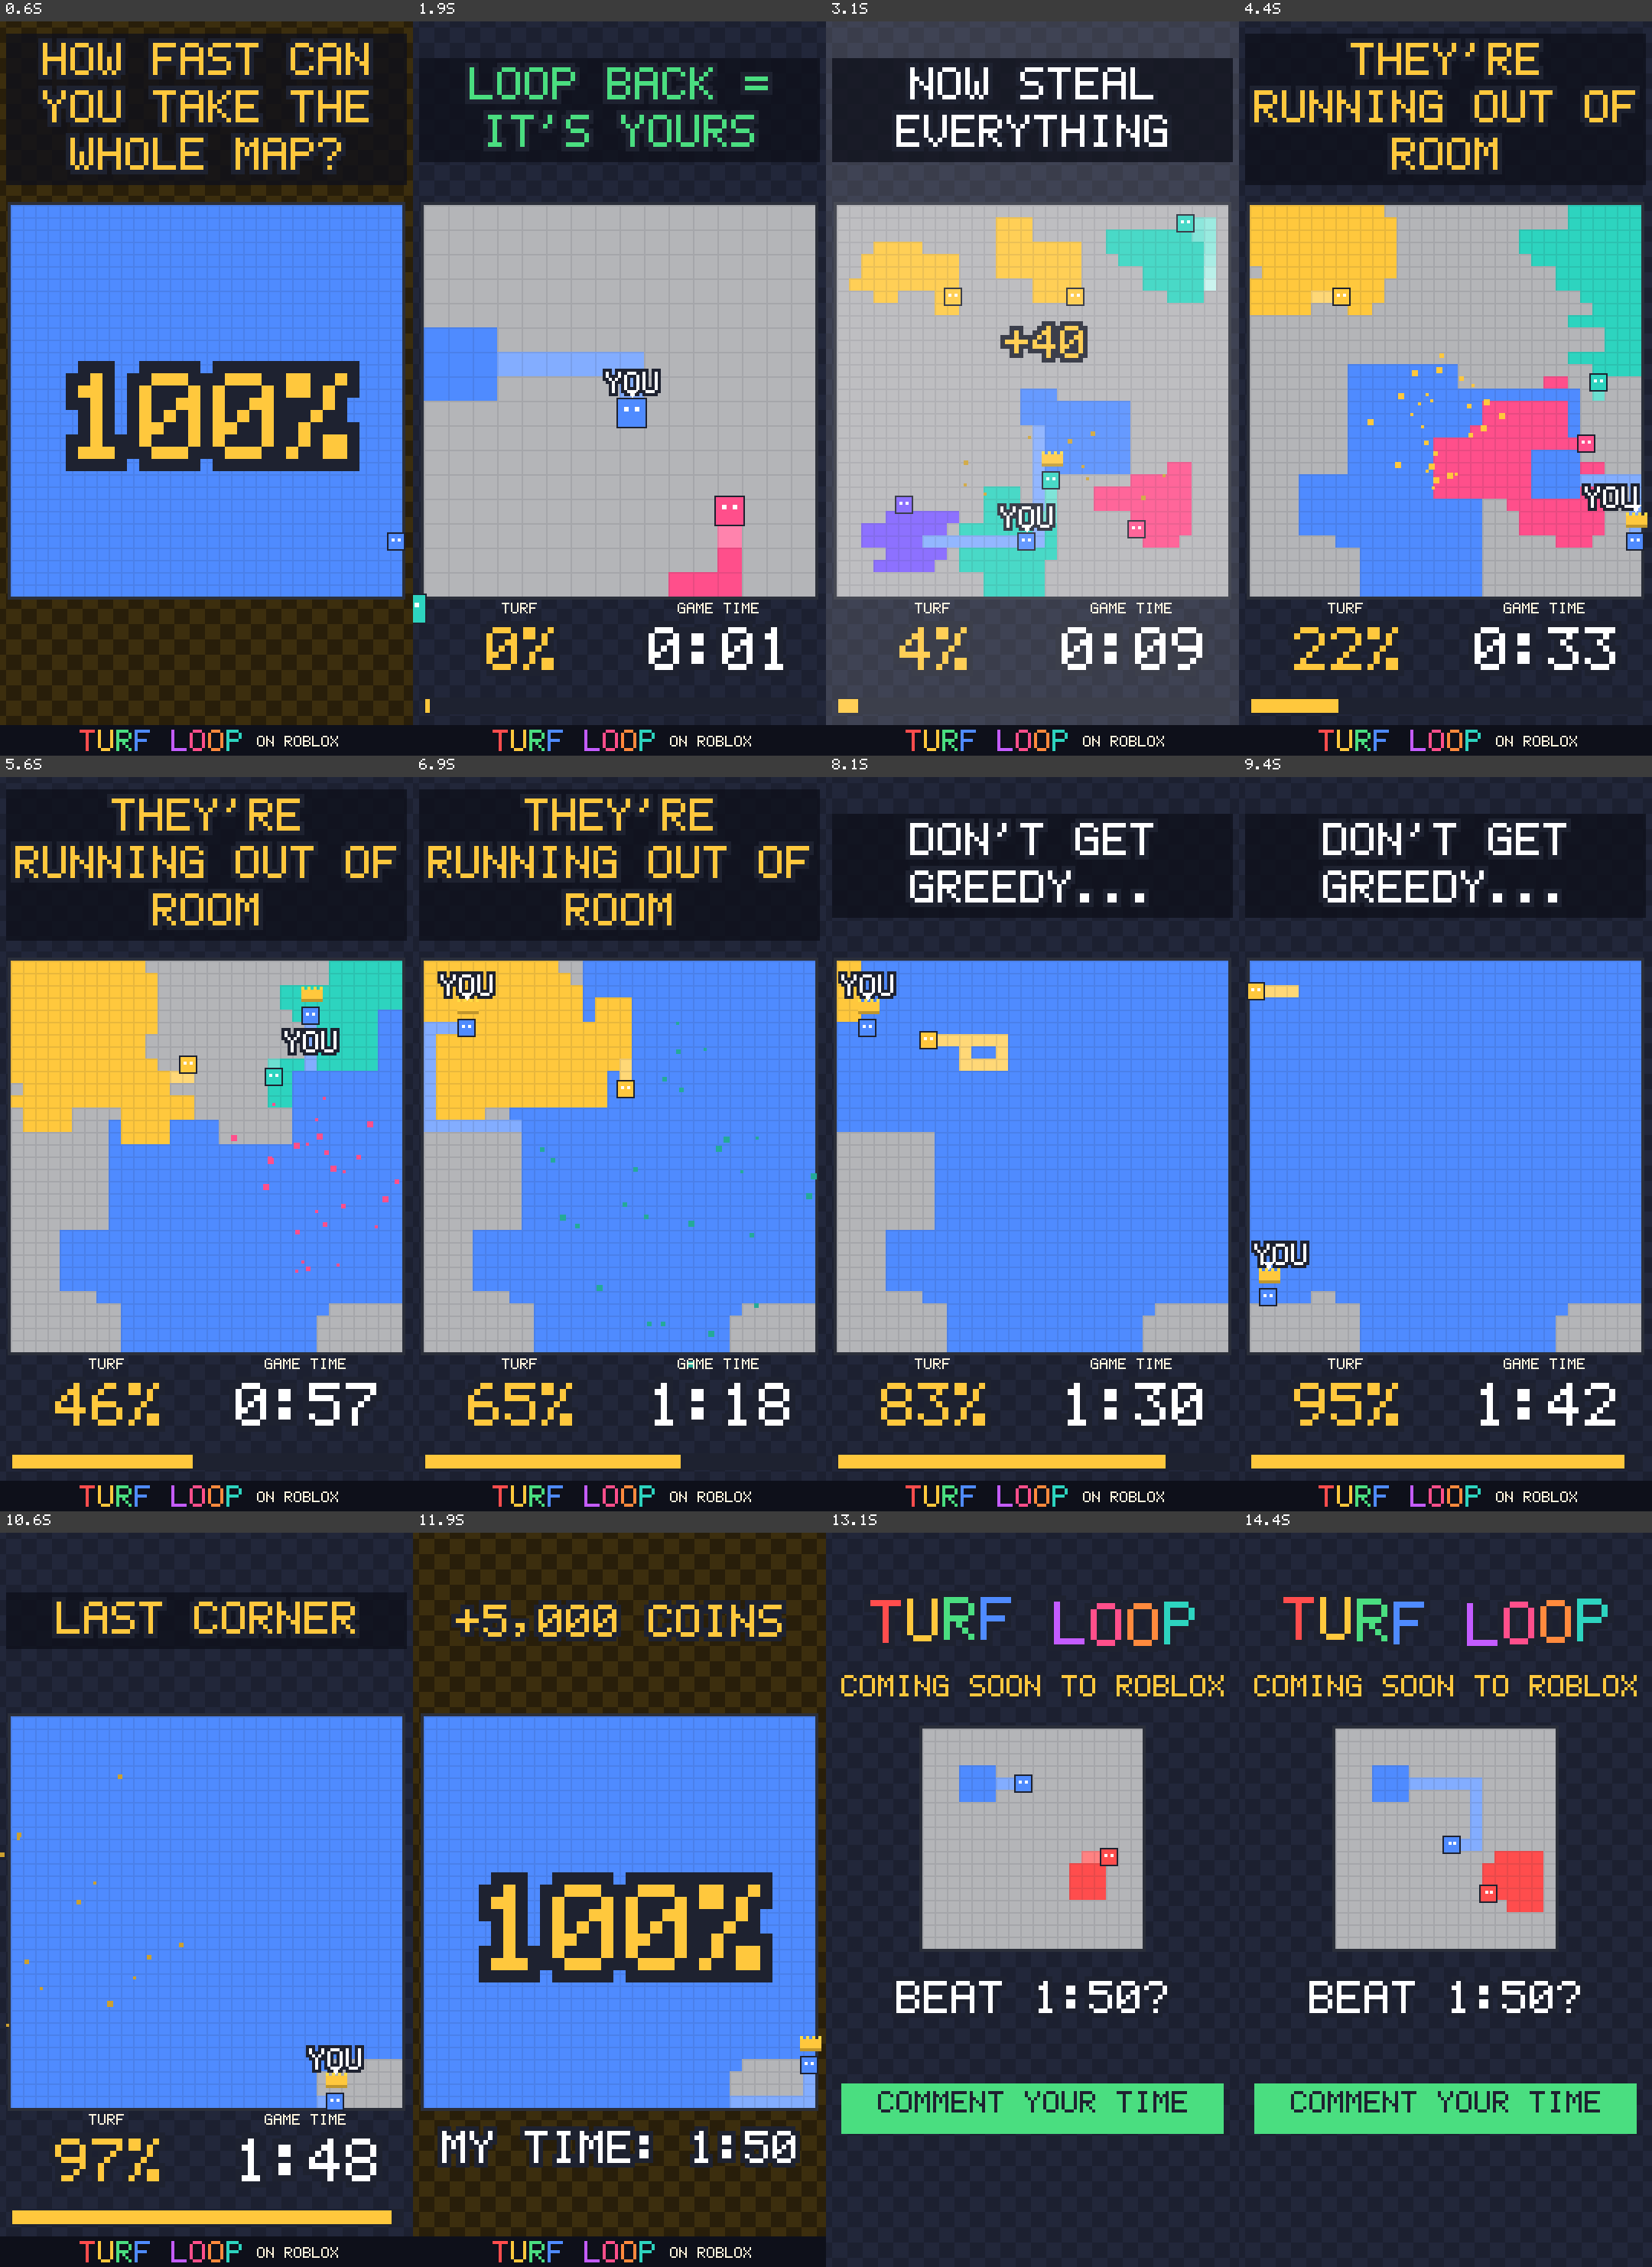 0.6S
HOW FAST CAN
YOU TAKE THE
WHOLE MAP?
100%
TURF LOOP ON ROBLOX
1.9S
LOOP BACK =
IT'S YOURS
YOU
TURF GAME TIME
0% 0:01
TURF LOOP ON ROBLOX
3.1S
NOW STEAL
EVERYTHING
+40
YOU
TURF GAME TIME
4% 0:09
TURF LOOP ON ROBLOX
4.4S
THEY'RE
RUNNING OUT OF
ROOM
YOU
TURF GAME TIME
22% 0:33
TURF LOOP ON ROBLOX
5.6S
THEY'RE
RUNNING OUT OF
ROOM
YOU
TURF GAME TIME
46% 0:57
TURF LOOP ON ROBLOX
6.9S
THEY'RE
RUNNING OUT OF
ROOM
YOU
TURF GAME TIME
65% 1:18
TURF LOOP ON ROBLOX
8.1S
DON'T GET
GREEDY...
YOU
TURF GAME TIME
83% 1:30
TURF LOOP ON ROBLOX
9.4S
DON'T GET
GREEDY...
YOU
TURF GAME TIME
95% 1:42
TURF LOOP ON ROBLOX
10.6S
LAST CORNER
YOU
TURF GAME TIME
97% 1:48
TURF LOOP ON ROBLOX
11.9S
+5,000 COINS
100%
MY TIME: 1:50
TURF LOOP ON ROBLOX
13.1S
TURF LOOP
COMING SOON TO ROBLOX
BEAT 1:50?
COMMENT YOUR TIME
14.4S
TURF LOOP
COMING SOON TO ROBLOX
BEAT 1:50?
COMMENT YOUR TIME